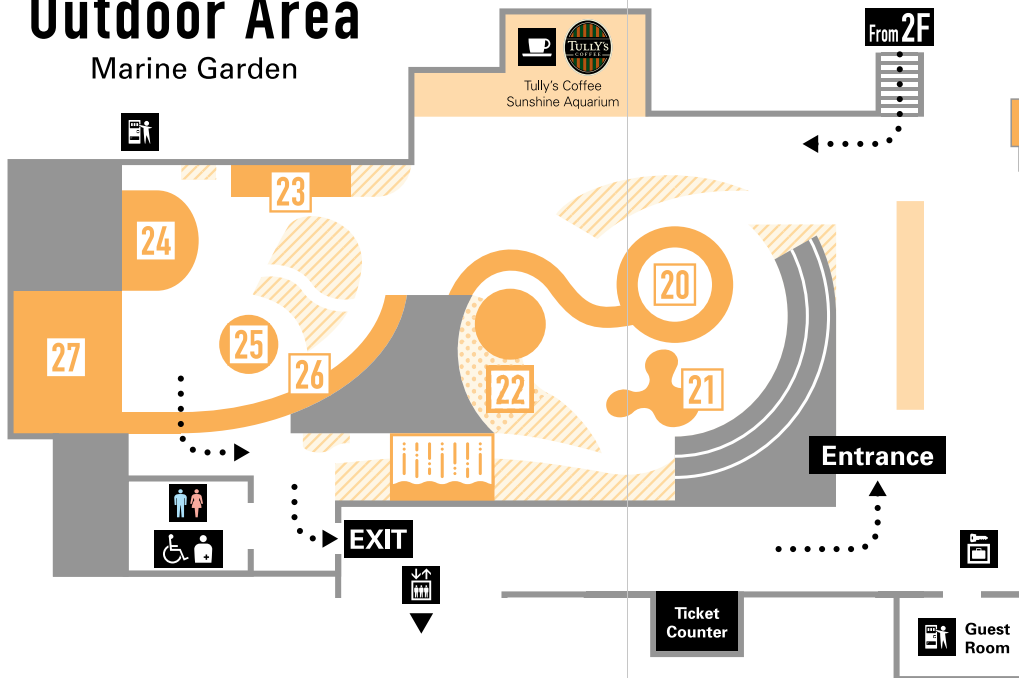 Outdoor Area
Marine Garden
TULLY'S
COFFEE
Tully's Coffee
Sunshine Aquarium
From 2F
23
24
20
27
25
26
22
21
Entrance
EXIT
Ticket
Counter
Guest
Room